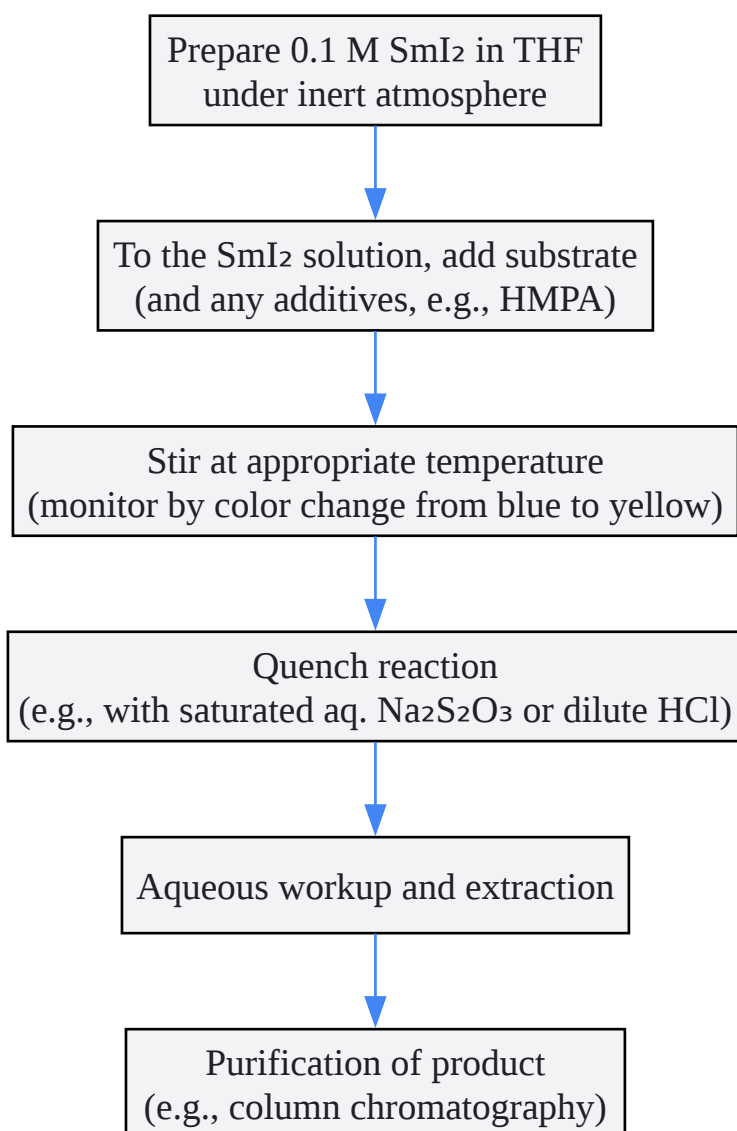 Prepare 0.1 M SmI₂ in THF
under inert atmosphere
To the SmI₂ solution, add substrate
(and any additives, e.g., HMPA)
Stir at appropriate temperature
(monitor by color change from blue to yellow)
Quench reaction
(e.g., with saturated aq. Na₂S₂O₃ or dilute HCl)
Aqueous workup and extraction
Purification of product
(e.g., column chromatography)